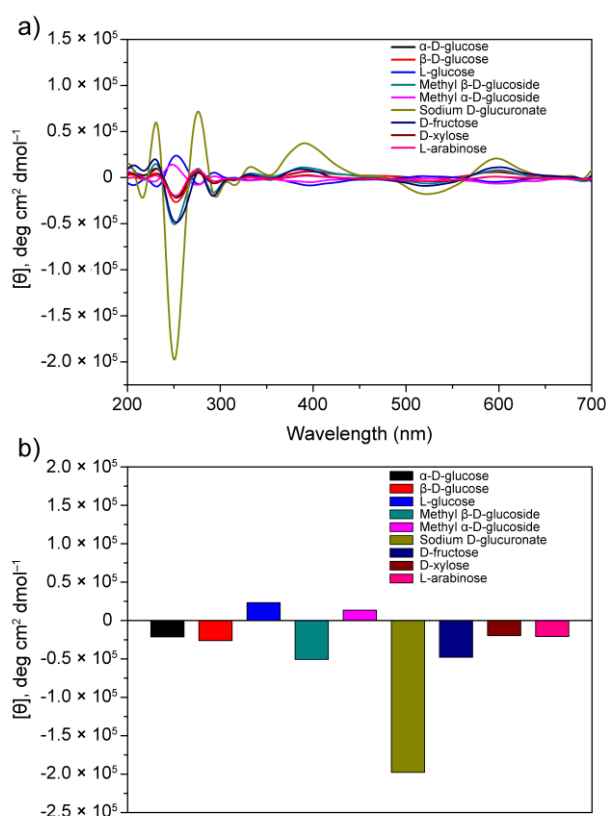 a)
1.5 × 10⁵
1.0 × 10⁵
0.5 × 10⁵
0
-0.5 × 10⁵
-1.0 × 10⁵
-1.5 × 10⁵
-2.0 × 10⁵
[θ], deg cm² dmol⁻¹
α-D-glucose
β-D-glucose
L-glucose
Methyl β-D-glucoside
Methyl α-D-glucoside
Sodium D-glucuronate
D-fructose
D-xylose
L-arabinose
200 300 400 500 600 700
Wavelength (nm)
b)
2.0 × 10⁵
1.5 × 10⁵
1.0 × 10⁵
0.5 × 10⁵
0
-0.5 × 10⁵
-1.0 × 10⁵
-1.5 × 10⁵
-2.0 × 10⁵
-2.5 × 10⁵
[θ], deg cm² dmol⁻¹
α-D-glucose
β-D-glucose
L-glucose
Methyl β-D-glucoside
Methyl α-D-glucoside
Sodium D-glucuronate
D-fructose
D-xylose
L-arabinose